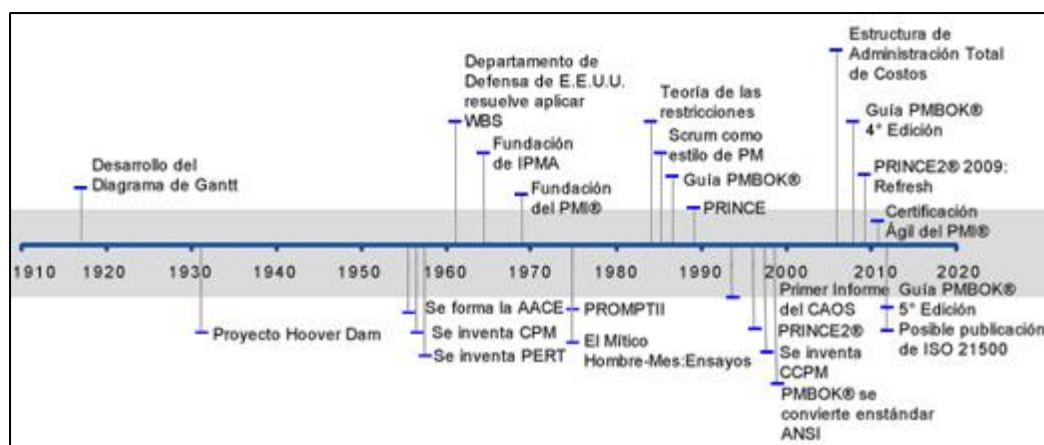 Estructura de
Administración Total
de Costos
Departamento de
Defensa de E.E.U.U.
resuelve aplicar
WBS
Teoría de las
restricciones
Guía PMBOK®
4° Edición
Fundación
de IPMA
Scrum como
estilo de PM
Desarrollo del
Diagrama de Gantt
PRINCE2® 2009:
Refresh
Fundación
del PMI®
Guía PMBOK®
PRINCE
Certificación
Ágil del PMI®
1910 1920 1930 1940 1950 1960 1970 1980 1990 2000 2010 2020
Se forma la AACE
PROMPTII
Primer Informe
del CAOS
Guía PMBOK®
5° Edición
Proyecto Hoover Dam
Se inventa CPM
PRINCE2®
Posible publicación
de ISO 21500
Se inventa PERT
El Mítico
Hombre-Mes:Ensayos
Se inventa
CCPM
PMBOK® se
convierte enstándar
ANSI